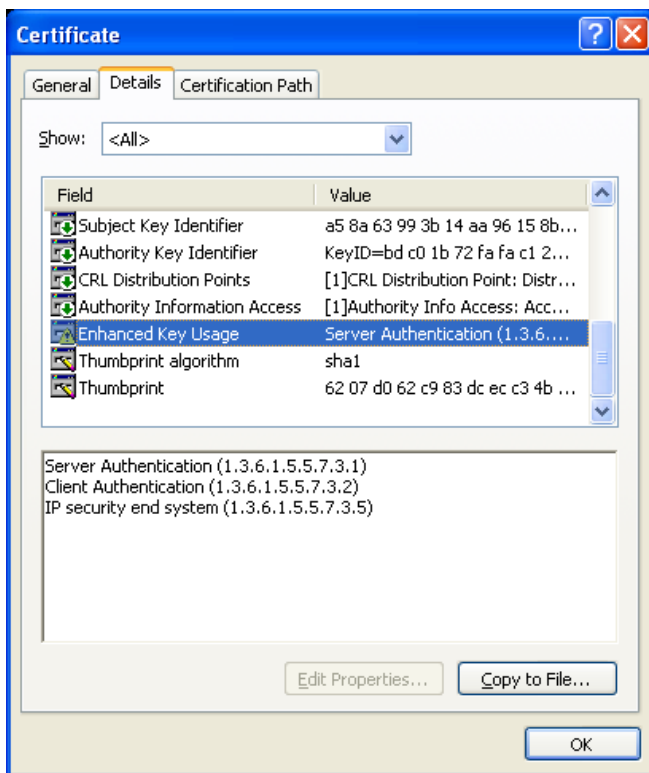 Certificate
General Details Certification Path
Show: <All>
Field Value
Subject Key Identifier a5 8a 63 99 3b 14 aa 96 15 8b...
Authority Key Identifier KeyID=bd c0 1b 72 fa fa c1 2...
CRL Distribution Points [1]CRL Distribution Point: Distr...
Authority Information Access [1]Authority Info Access: Acc...
Enhanced Key Usage Server Authentication (1.3.6....
Thumbprint algorithm sha1
Thumbprint 62 07 d0 62 c9 83 dc ec c3 4b ...
Server Authentication (1.3.6.1.5.5.7.3.1)
Client Authentication (1.3.6.1.5.5.7.3.2)
IP security end system (1.3.6.1.5.5.7.3.5)
Edit Properties... Copy to File...
OK